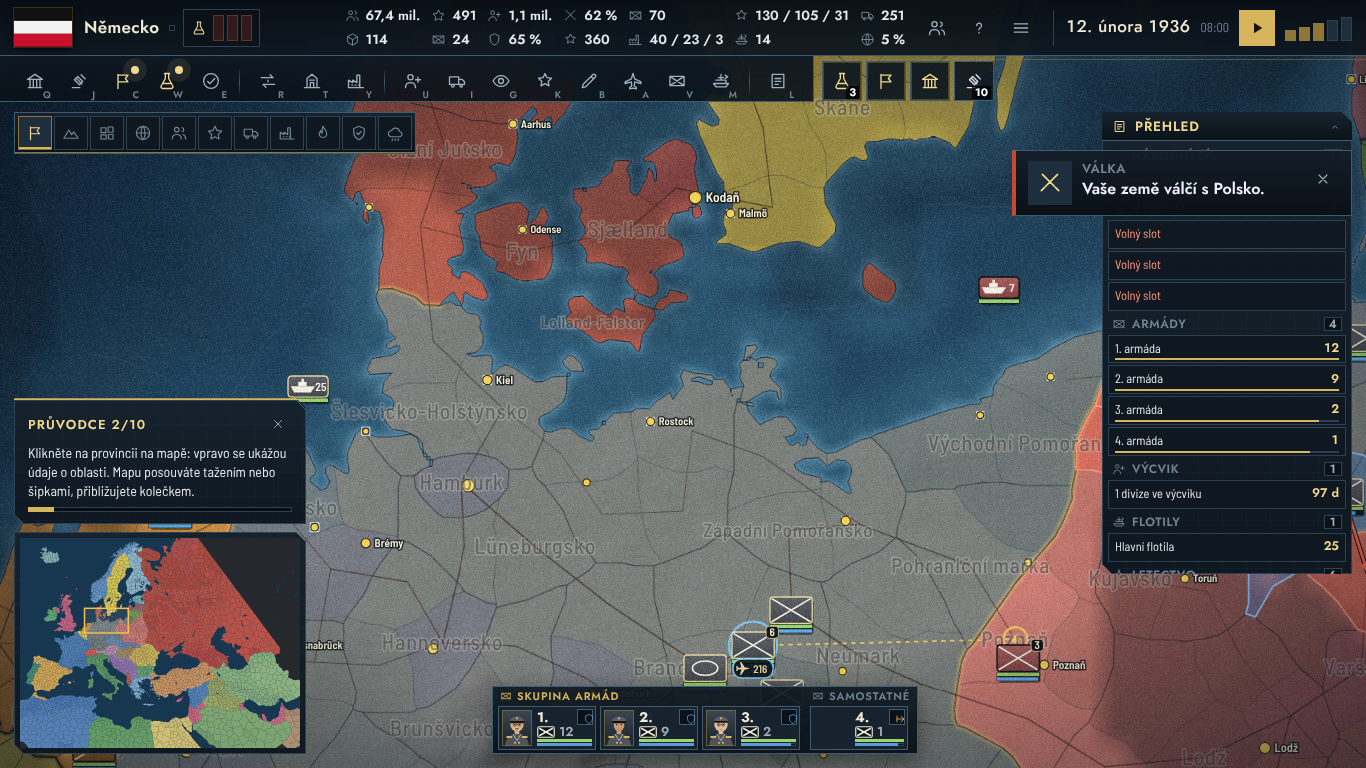 Německo
67,4 mil.
491
1,1 mil.
62 %
70
130 / 105 / 31
251
114
24
65 %
360
40 / 23 / 3
14
5 %
?
12. února 1936
08:00
Q
J
C
W
E
R
T
Y
U
I
G
K
B
A
V
M
L
3
10
Skåne
Aarhus
Kodaň
Malmö
Odense
Sjælland
Fyn
Lolland-Falster
7
PŘEHLED
VÁLKA
Vaše země válčí s Polsko.
Volný slot
Volný slot
Volný slot
ARMÁDY
4
1. armáda
12
2. armáda
9
3. armáda
2
4. armáda
1
VÝCVIK
1
1 divize ve výcviku
97 d
FLOTILY
1
Hlavní flotila
25
25
Kiel
Šlesvicko-Holštýnsko
Rostock
Východní Pomořan
Hamburk
Brémy
Lüneburgsko
Západní Pomořansko
Pohraniční marka
Kujavsko
Toruń
Hannoversko
snabrück
Poznaň
3
Poznaň
6
216
Neumark
Brand
Brunšvicko
Lodž
Lodž
PRŮVODCE 2/10
Klikněte na provincii na mapě: vpravo se ukážou
údaje o oblasti. Mapu posouváte tažením nebo
šipkami, přibližujete kolečkem.
SKUPINA ARMÁD
SAMOSTATNÉ
1.
12
2.
9
3.
2
4.
1